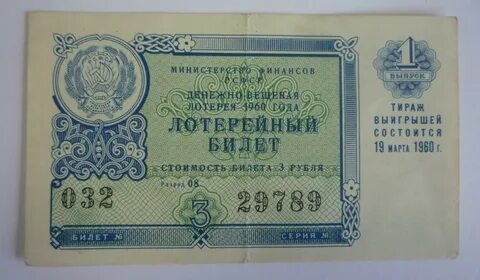 МИНИСТЕРСТВО ФИНАНСОВ
РСФСР
ДЕНЕЖНО-ВЕЩЕВАЯ
ЛОТЕРЕЯ 1960 ГОДА
ЛОТЕРЕЙНЫЙ
БИЛЕТ
СТОИМОСТЬ БИЛЕТА 3 РУБЛЯ
Разряд 08
032
3
29789
БИЛЕТ №
СЕРИЯ №
1
ВЫПУСК
ТИРАЖ
ВЫИГРЫШЕЙ
СОСТОИТСЯ
19 МАРТА 1960 г.